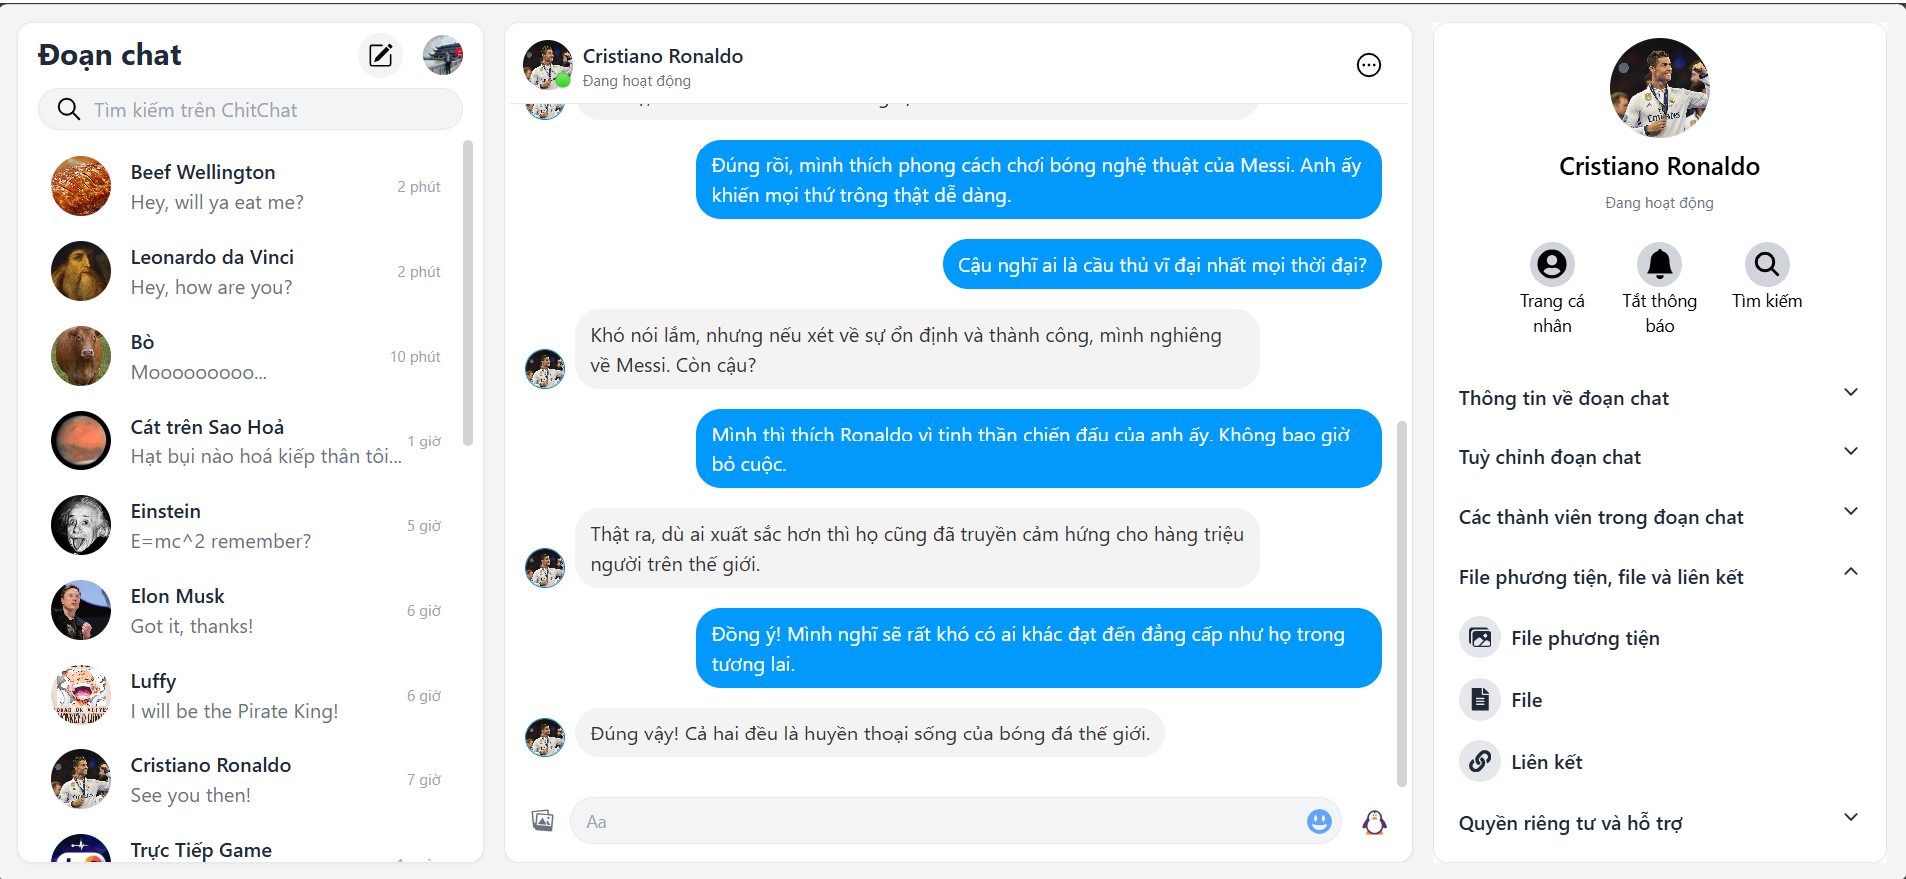 Đoạn chat
Tìm kiếm trên ChitChat
Beef Wellington
Hey, will ya eat me?
2 phút
Leonardo da Vinci
Hey, how are you?
2 phút
Bò
Mooooooooo...
10 phút
Cát trên Sao Hoả
Hạt bụi nào hoá kiếp thân tôi...
1 giờ
Einstein
E=mc^2 remember?
5 giờ
Elon Musk
Got it, thanks!
6 giờ
Luffy
I will be the Pirate King!
6 giờ
Cristiano Ronaldo
See you then!
7 giờ
Trực Tiếp Game
Cristiano Ronaldo
Đang hoạt động
Đúng rồi, mình thích phong cách chơi bóng nghệ thuật của Messi. Anh ấy
khiến mọi thứ trông thật dễ dàng.
Cậu nghĩ ai là cầu thủ vĩ đại nhất mọi thời đại?
Khó nói lắm, nhưng nếu xét về sự ổn định và thành công, mình nghiêng
về Messi. Còn cậu?
Mình thì thích Ronaldo vì tinh thần chiến đấu của anh ấy. Không bao giờ
bỏ cuộc.
Thật ra, dù ai xuất sắc hơn thì họ cũng đã truyền cảm hứng cho hàng triệu
người trên thế giới.
Đồng ý! Mình nghĩ sẽ rất khó có ai khác đạt đến đẳng cấp như họ trong
tương lai.
Đúng vậy! Cả hai đều là huyền thoại sống của bóng đá thế giới.
Aa
Cristiano Ronaldo
Đang hoạt động
Trang cá
nhân
Tắt thông
báo
Tìm kiếm
Thông tin về đoạn chat
Tuỳ chỉnh đoạn chat
Các thành viên trong đoạn chat
File phương tiện, file và liên kết
File phương tiện
File
Liên kết
Quyền riêng tư và hỗ trợ